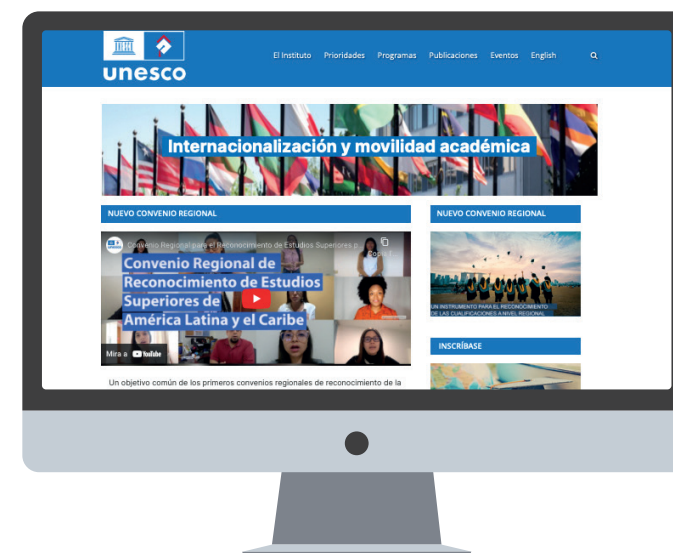 unesco
El Instituto Prioridades Programas Publicaciones Eventos English
Internacionalización y movilidad académica
NUEVO CONVENIO REGIONAL
NUEVO CONVENIO REGIONAL
Convenio Regional para el Reconocimiento de Estudios Superiores p...
Convenio Regional de
Reconocimiento de Estudios
Superiores de
América Latina y el Caribe
Mira a YouTube
UN INSTRUMENTO PARA EL RECONOCIMIENTO
DE LAS CUALIFICACIONES A NIVEL REGIONAL
INSCRÍBASE
Un objetivo común de los primeros convenios regionales de reconocimiento de la